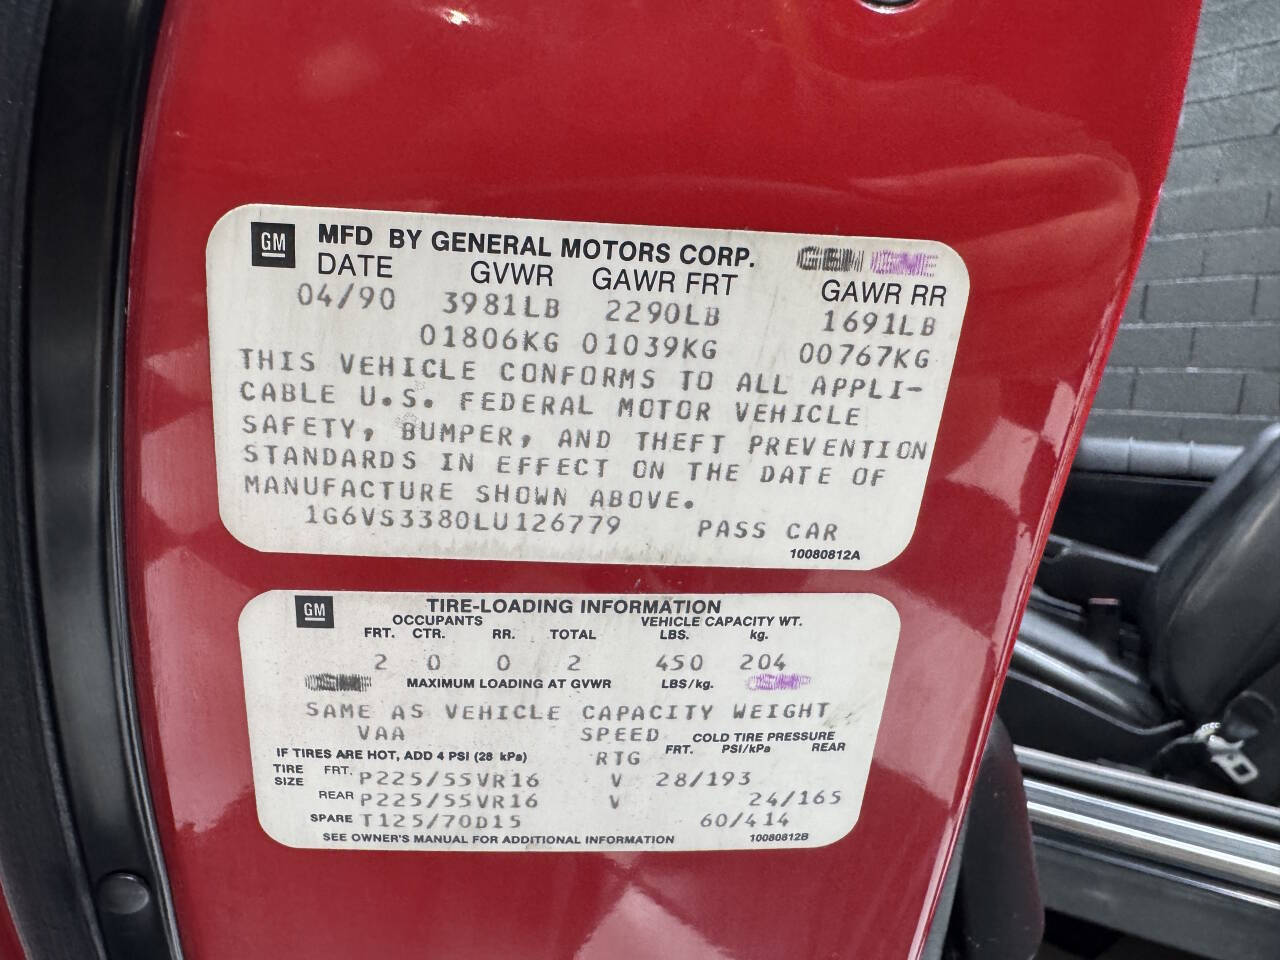 GM MFD BY GENERAL MOTORS CORP.
DATE GVWR GAWR FRT GAWR RR
04/90 3981LB 2290LB 1691LB
01806KG 01039KG 00767KG
THIS VEHICLE CONFORMS TO ALL APPLI-
CABLE U.S. FEDERAL MOTOR VEHICLE
SAFETY, BUMPER, AND THEFT PREVENTION
STANDARDS IN EFFECT ON THE DATE OF
MANUFACTURE SHOWN ABOVE.
1G6VS3380LU126779 PASS CAR
10080812A
GM TIRE-LOADING INFORMATION
OCCUPANTS VEHICLE CAPACITY WT.
FRT. CTR. RR. TOTAL LBS. kg.
2 0 0 2 450 204
MAXIMUM LOADING AT GVWR LBS/kg.
SAME AS VEHICLE CAPACITY WEIGHT
VAA SPEED COLD TIRE PRESSURE
IF TIRES ARE HOT, ADD 4 PSI (28 kPa) RTG FRT. PSI/kPa REAR
TIRE SIZE FRT. P225/55VR16 V 28/193
REAR P225/55VR16 V 24/165
SPARE T125/70D15 60/414
SEE OWNER'S MANUAL FOR ADDITIONAL INFORMATION 10080812B